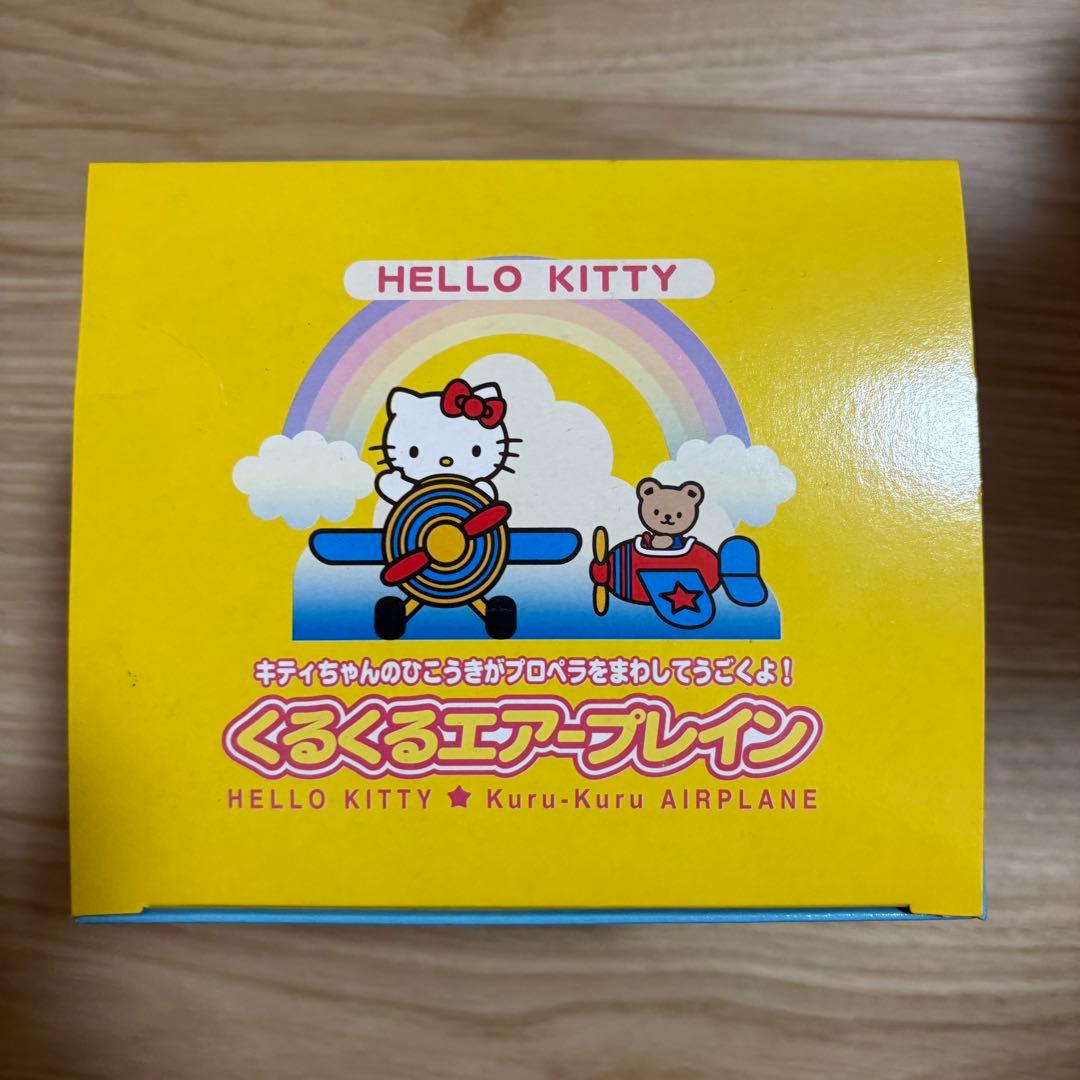 HELLO KITTY
キティちゃんのひこうきがプロペラをまわしてうごくよ!
くるくるエアープレイン
HELLO KITTY ★ Kuru-Kuru AIRPLANE